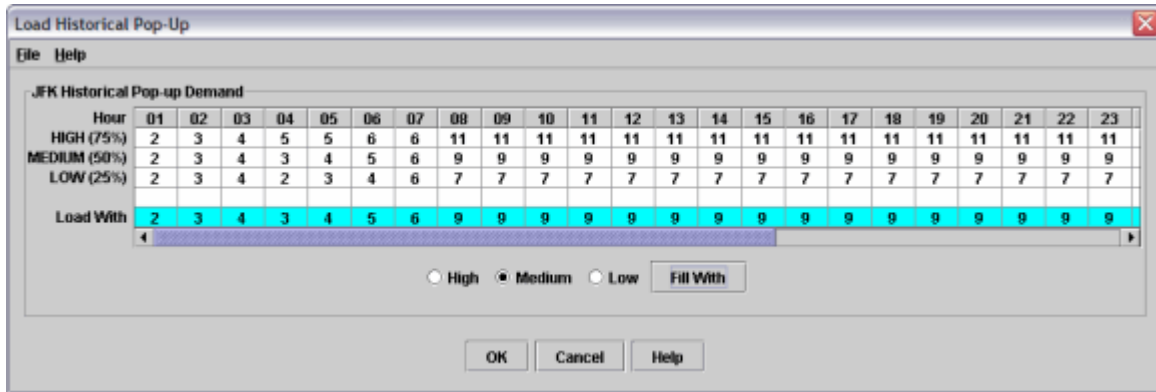 Load Historical Pop-Up
File Help
JFK Historical Pop-up Demand
Hour 01 02 03 04 05 06 07 08 09 10 11 12 13 14 15 16 17 18 19 20 21 22 23
HIGH (75%) 2 3 4 5 5 6 6 11 11 11 11 11 11 11 11 11 11 11 11 11 11 11 11
MEDIUM (50%) 2 3 4 3 4 5 6 9 9 9 9 9 9 9 9 9 9 9 9 9 9 9 9
LOW (25%) 2 3 4 2 3 4 6 7 7 7 7 7 7 7 7 7 7 7 7 7 7 7 7
Load With 2 3 4 3 4 5 6 9 9 9 9 9 9 9 9 9 9 9 9 9 9 9 9
High Medium Low Fill With
OK Cancel Help